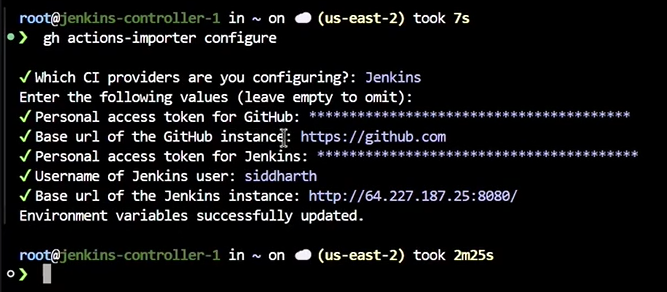 root@jenkins-controller-1 in ~ on ☁ (us-east-2) took 7s
❯ gh actions-importer configure
✓ Which CI providers are you configuring?: Jenkins
Enter the following values (leave empty to omit):
✓ Personal access token for GitHub: ****************************************
✓ Base url of the GitHub instance: https://github.com
✓ Personal access token for Jenkins: ****************************************
✓ Username of Jenkins user: siddharth
✓ Base url of the Jenkins instance: http://64.227.187.25:8080/
Environment variables successfully updated.
root@jenkins-controller-1 in ~ on ☁ (us-east-2) took 2m25s
❯